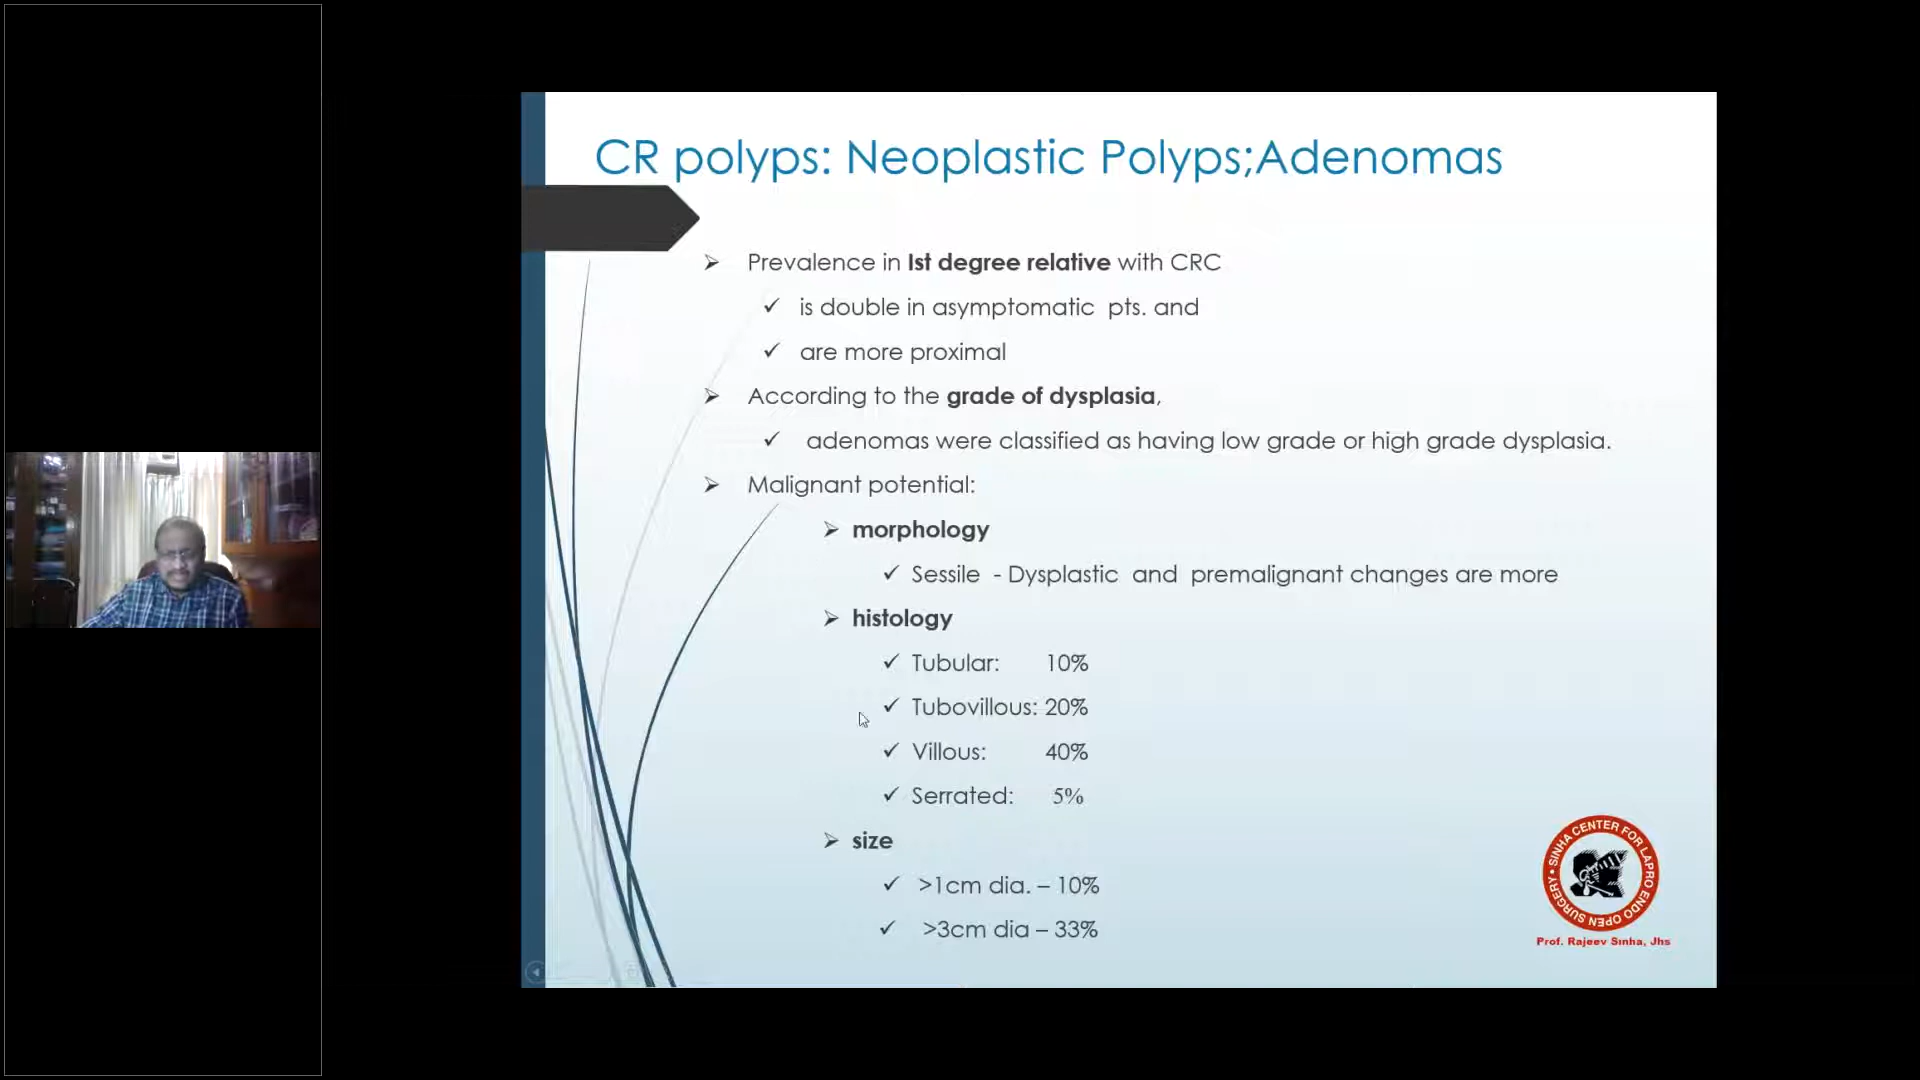 CR polyps: Neoplastic Polyps;Adenomas
Prevalence in Ist degree relative with CRC
is double in asymptomatic pts. and
are more proximal
According to the grade of dysplasia,
adenomas were classified as having low grade or high grade dysplasia.
Malignant potential:
morphology
Sessile - Dysplastic and premalignant changes are more
histology
Tubular: 10%
Tubovillous: 20%
Villous: 40%
Serrated: 5%
size
>1cm dia. – 10%
>3cm dia – 33%
SINHA CENTER FOR LAPRO ENDO OPEN SURGERY
Prof. Rajeev Sinha, Jhs